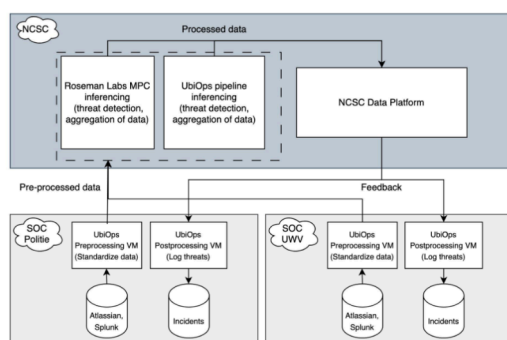 NCSC
Processed data
Roseman Labs MPC
inferencing
(threat detection,
aggregation of data)
UbiOps pipeline
inferencing
(threat detection,
aggregation of data)
NCSC Data Platform
Pre-processed data
Feedback
SOC
Politie
UbiOps
Preprocessing VM
(Standardize data)
UbiOps
Postprocessing VM
(Log threats)
Atlassian,
Splunk
Incidents
SOC
UWV
UbiOps
Preprocessing VM
(Standardize data)
UbiOps
Postprocessing VM
(Log threats)
Atlassian,
Splunk
Incidents